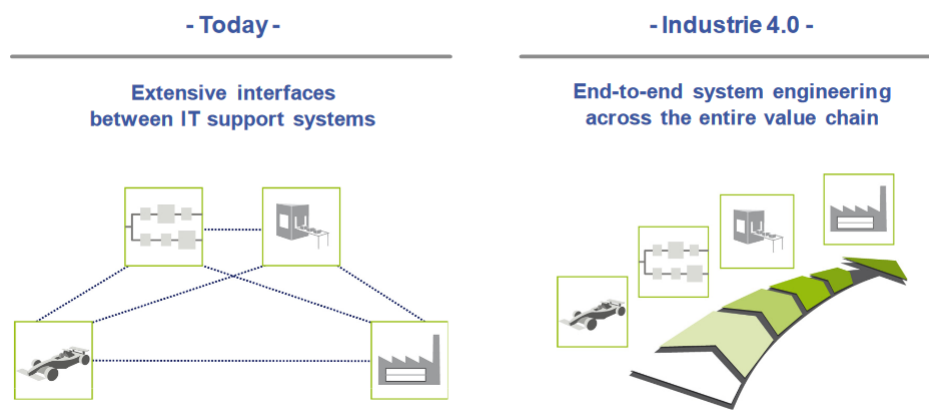 - Today -
Extensive interfaces
between IT support systems
- Industrie 4.0 -
End-to-end system engineering
across the entire value chain